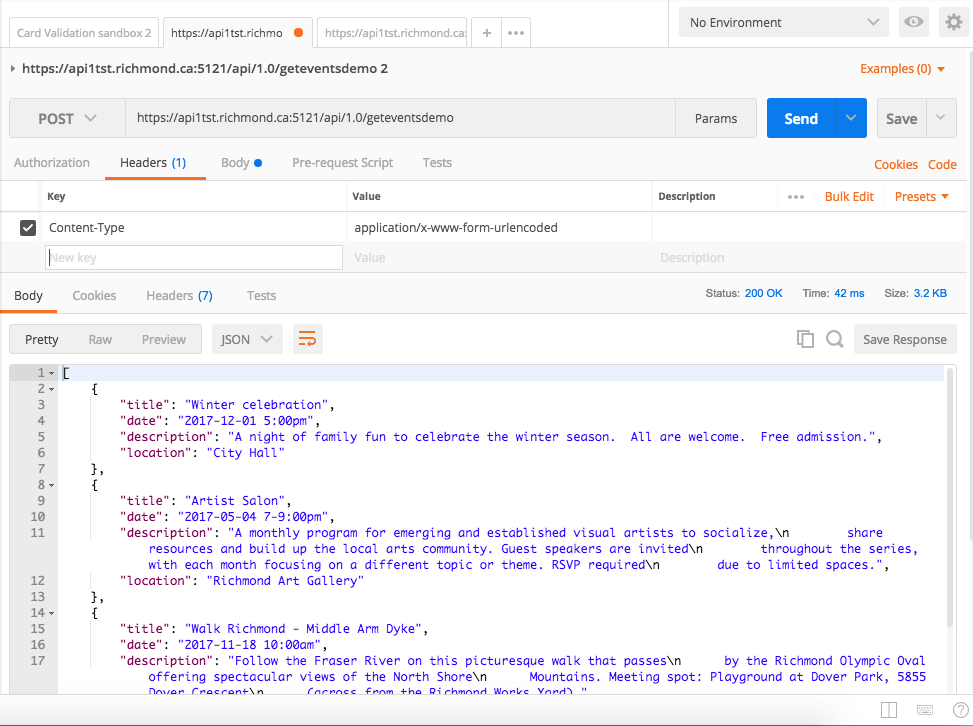 Card Validation sandbox 2
https://api1tst.richmo
https://api1tst.richmond.ca:
+
•••
No Environment
https://api1tst.richmond.ca:5121/api/1.0/geteventsdemo 2
Examples (0)
POST
https://api1tst.richmond.ca:5121/api/1.0/geteventsdemo
Params
Send
Save
Authorization
Headers (1)
Body
Pre-request Script
Tests
Cookies
Code
Key
Value
Description
•••
Bulk Edit
Presets
Content-Type
application/x-www-form-urlencoded
New key
Value
Description
Body
Cookies
Headers (7)
Tests
Status: 200 OK
Time: 42 ms
Size: 3.2 KB
Pretty
Raw
Preview
JSON
Save Response
1 [
2 {
3 "title": "Winter celebration",
4 "date": "2017-12-01 5:00pm",
5 "description": "A night of family fun to celebrate the winter season.  All are welcome.  Free admission.",
6 "location": "City Hall"
7 },
8 {
9 "title": "Artist Salon",
10 "date": "2017-05-04 7-9:00pm",
11 "description": "A monthly program for emerging and established visual artists to socialize,\n        share
resources and build up the local arts community. Guest speakers are invited\n        throughout the series,
with each month focusing on a different topic or theme. RSVP required\n        due to limited spaces.",
12 "location": "Richmond Art Gallery"
13 },
14 {
15 "title": "Walk Richmond - Middle Arm Dyke",
16 "date": "2017-11-18 10:00am",
17 "description": "Follow the Fraser River on this picturesque walk that passes\n      by the Richmond Olympic Oval
offering spectacular views of the North Shore\n      Mountains. Meeting spot: Playground at Dover Park, 5855
Dover Crescent\n      (across from the Richmond Works Yard)."